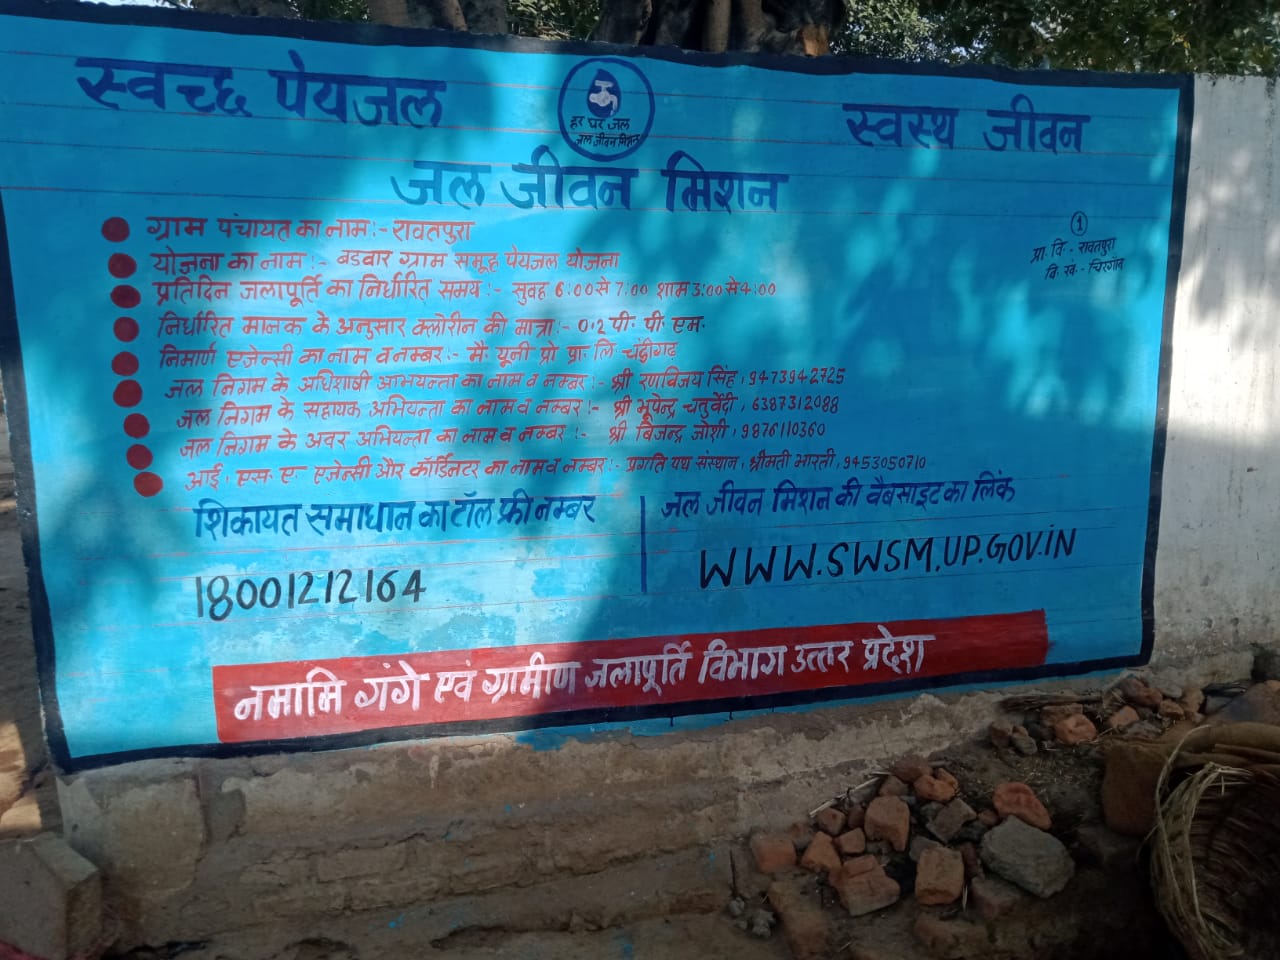 स्वच्छ पेयजल
हर घर जल
जल जीवन मिशन
स्वस्थ जीवन
जल जीवन मिशन
ग्राम पंचायत का नाम:- रावतपुरा
योजना का नाम:- बडवार ग्राम समूह पेयजल योजना
प्रतिदिन जलापूर्ति का निर्धारित समय:- सुवह 6:00 से 7:00 शाम 3:00 से 4:00
निर्धारित मानक के अनुसार क्लोरीन की मात्रा:- 0.2 पी. पी. एम.
निमार्ण एजेन्सी का नाम व नम्बर:- मै. यूनी प्रो प्रा. लि चंद्दीगढ़
जल निगम के अधिशाषी अभियन्ता का नाम व नम्बर:- श्री रणविजय सिंह, 9473942725
जल निगम के सहायक अभियन्ता का नाम व नम्बर:- श्री भूपेन्द्र चतुर्वेदी, 6387312088
जल निगम के अवर अभियन्ता का नाम व नम्बर:- श्री बिजेन्द्र जोशी, 9876110360
आई. एस. ए. एजेन्सी और कॉर्डिनेटर का नाम व नम्बर:- प्रगति पथ संस्थान, श्रीमती भारती, 9453050710
1
प्रा. वि. - रावतपुरा
वि. खं. - चिरगाँव
शिकायत समाधान का टॉल फ्री नम्बर
18001212164
जल जीवन मिशन की वैबसाइट का लिंक
WWW.SWSM.UP.GOV.IN
नमामि गंगे एवं ग्रामीण जलापूर्ति विभाग उत्तर प्रदेश